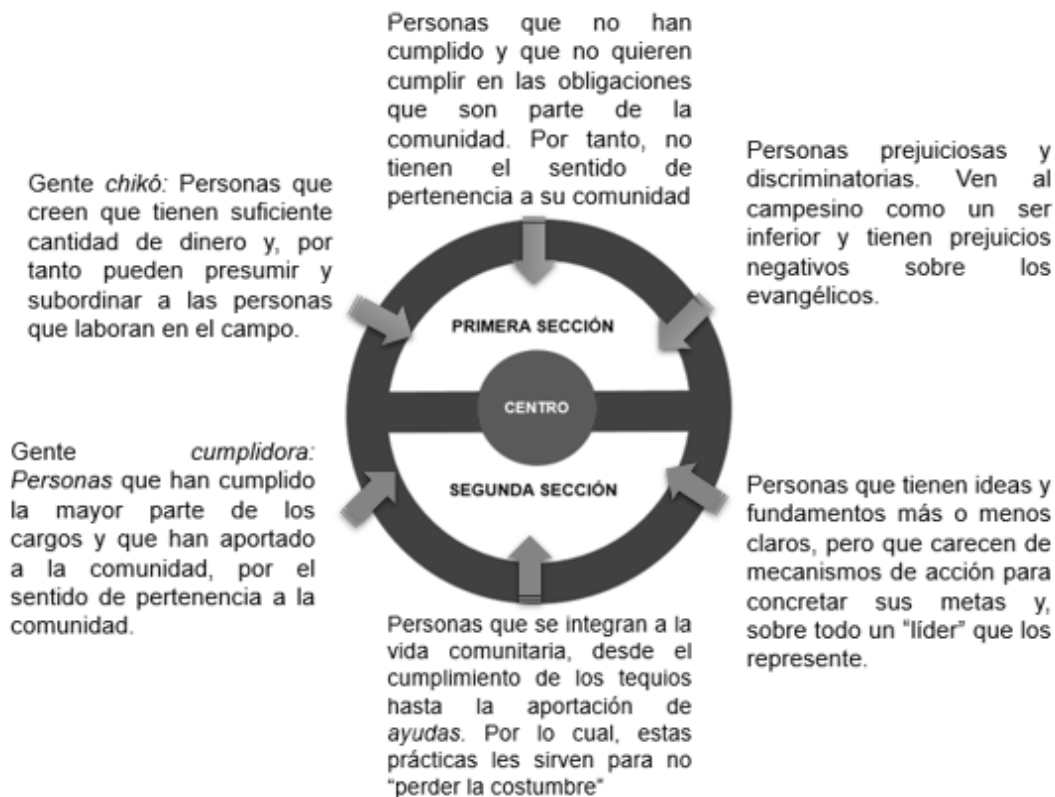 Personas que no han
cumplido y que no quieren
cumplir en las obligaciones
que son parte de la
comunidad. Por tanto, no
tienen el sentido de
pertenencia a su comunidad
Gente chikó: Personas que
creen que tienen suficiente
cantidad de dinero y, por
tanto pueden presumir y
subordinar a las personas
que laboran en el campo.
Personas prejuiciosas y
discriminatorias. Ven al
campesino como un ser
inferior y tienen prejuicios
negativos sobre los
evangélicos.
PRIMERA SECCIÓN
CENTRO
SEGUNDA SECCIÓN
Gente cumplidora:
Personas que han cumplido
la mayor parte de los
cargos y que han aportado
a la comunidad, por el
sentido de pertenencia a la
comunidad.
Personas que tienen ideas y
fundamentos más o menos
claros, pero que carecen de
mecanismos de acción para
concretar sus metas y,
sobre todo un “líder” que los
represente.
Personas que se integran a la
vida comunitaria, desde el
cumplimiento de los tequios
hasta la aportación de
ayudas. Por lo cual, estas
prácticas les sirven para no
“perder la costumbre”